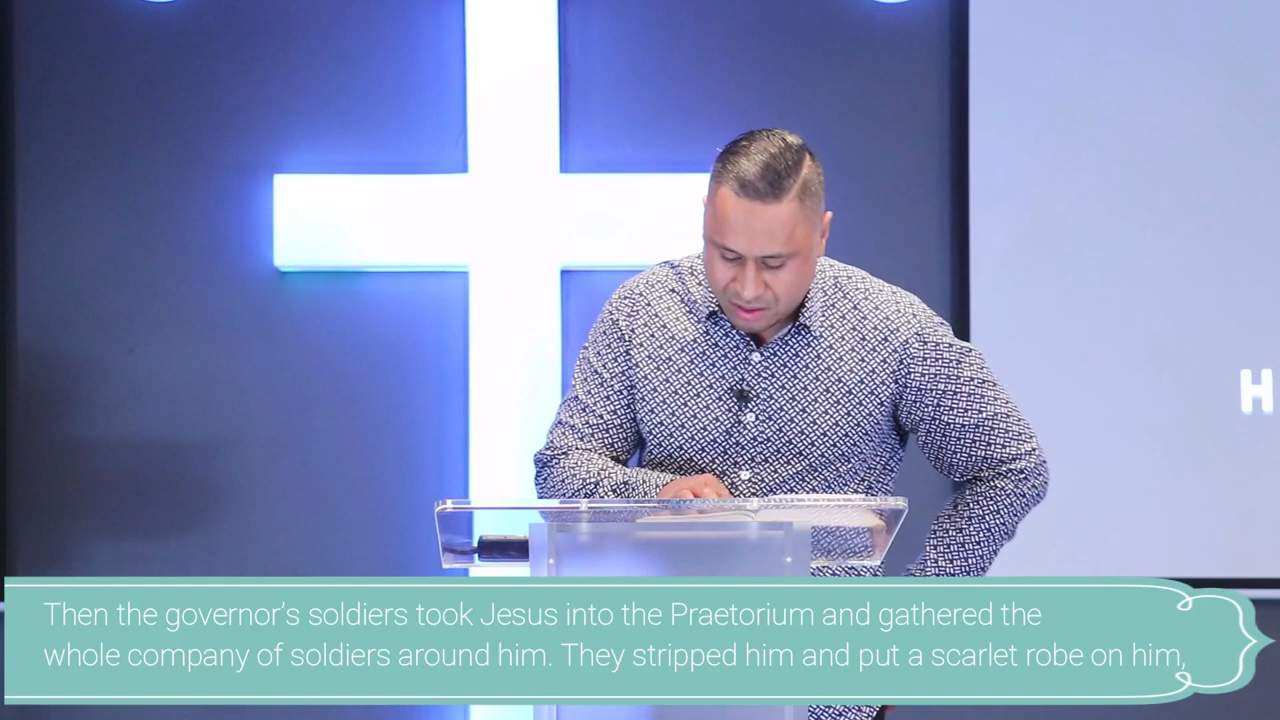 H
Then the governor's soldiers took Jesus into the Praetorium and gathered the
whole company of soldiers around him. They stripped him and put a scarlet robe on him,